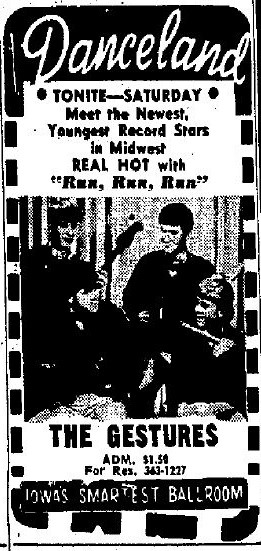 Danceland
• TONITE—SATURDAY •
Meet the Newest,
Youngest Record Stars
in Midwest
REAL HOT with
"Run, Run, Run"
THE GESTURES
ADM. $1.50
For Res. 363-1227
IOWA'S SMARTEST BALLROOM